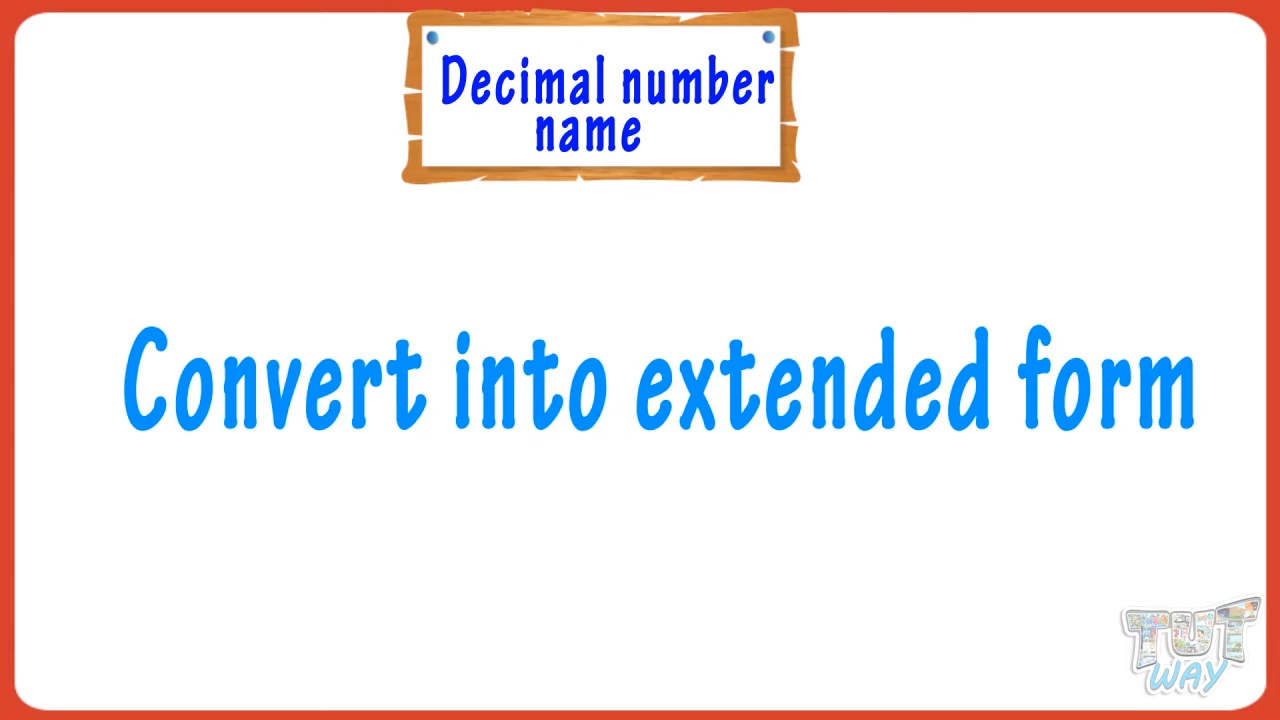 Decimal number
name
Convert into extended form
TUT
WAY